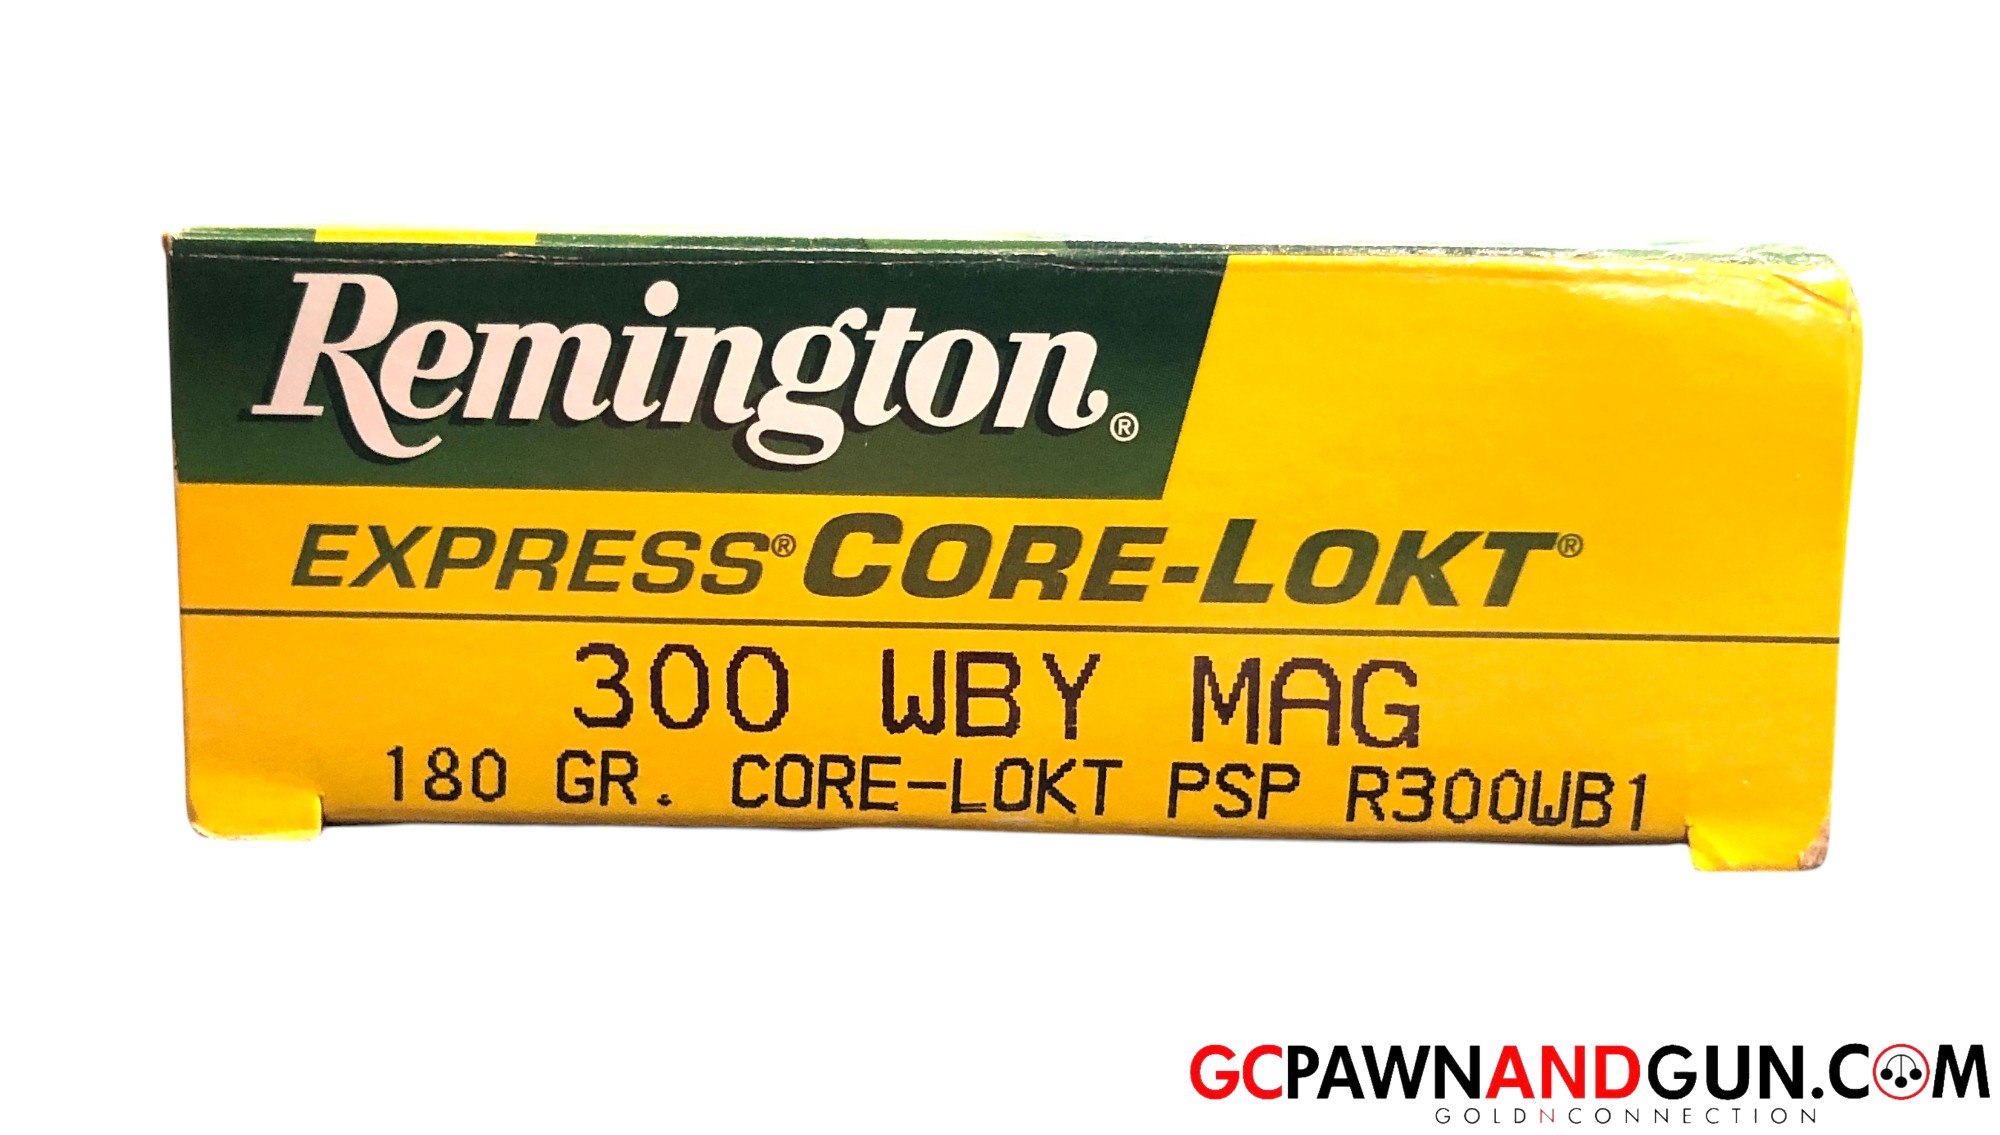 Remington®
EXPRESS® CORE-LOKT®
300 WBY MAG
180 GR. CORE-LOKT PSP R300WB1
GCPAWNANDGUN.COM
GOLDNCONNECTION